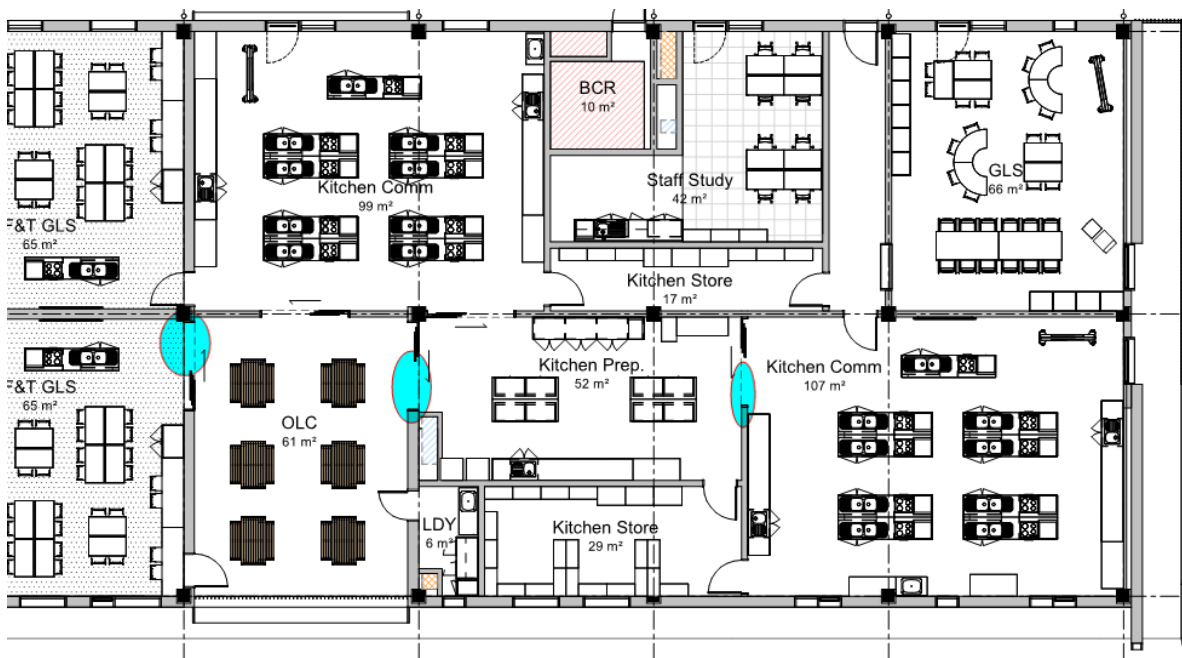 BCR
10 m²
Kitchen Comm
99 m²
Staff Study
42 m²
GLS
66 m²
F&T GLS
65 m²
Kitchen Store
17 m²
Kitchen Prep.
52 m²
Kitchen Comm
107 m²
F&T GLS
65 m²
OLC
61 m²
LDY
6 m²
Kitchen Store
29 m²